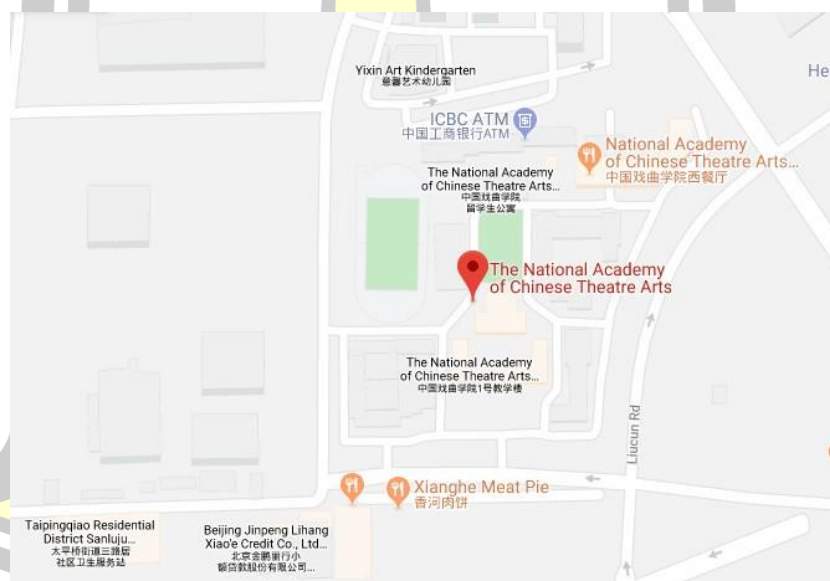 Yixin Art Kindergarten
意馨艺术幼儿园
He
ICBC ATM
中国工商银行ATM
National Academy
of Chinese Theatre Arts...
中国戏曲学院西餐厅
The National Academy
of Chinese Theatre Arts...
中国戏曲学院
留学生公寓
The National Academy
of Chinese Theatre Arts
The National Academy
of Chinese Theatre Arts...
中国戏曲学院1号教学楼
Liucun Rd
Xianghe Meat Pie
香河肉饼
Taipingqiao Residential
District Sanluju...
太平桥街道三路居
社区卫生服务站
Beijing Jinpeng Lihang
Xiao'e Credit Co., Ltd...
北京金鹏丽行小
额贷款股份有限公司...